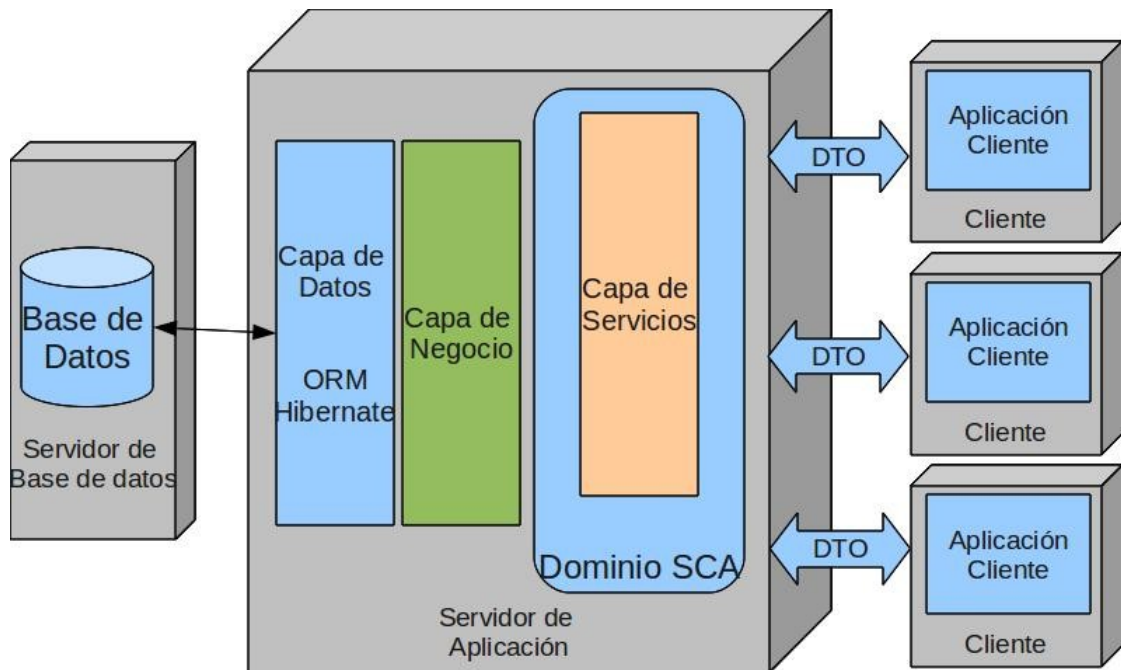 Base de
Datos
Servidor de
Base de datos
Capa de
Datos
ORM
Hibernate
Capa de
Negocio
Capa de
Servicios
Dominio SCA
Servidor de
Aplicación
DTO
DTO
DTO
Aplicación
Cliente
Cliente
Aplicación
Cliente
Cliente
Aplicación
Cliente
Cliente